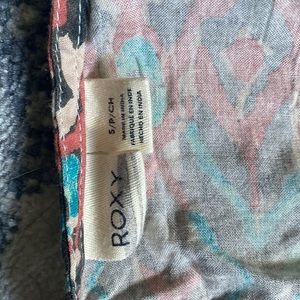 ROXY
S/P/CH
MADE IN INDIA
FABRIQUÉ EN INDE
HECHO EN INDIA